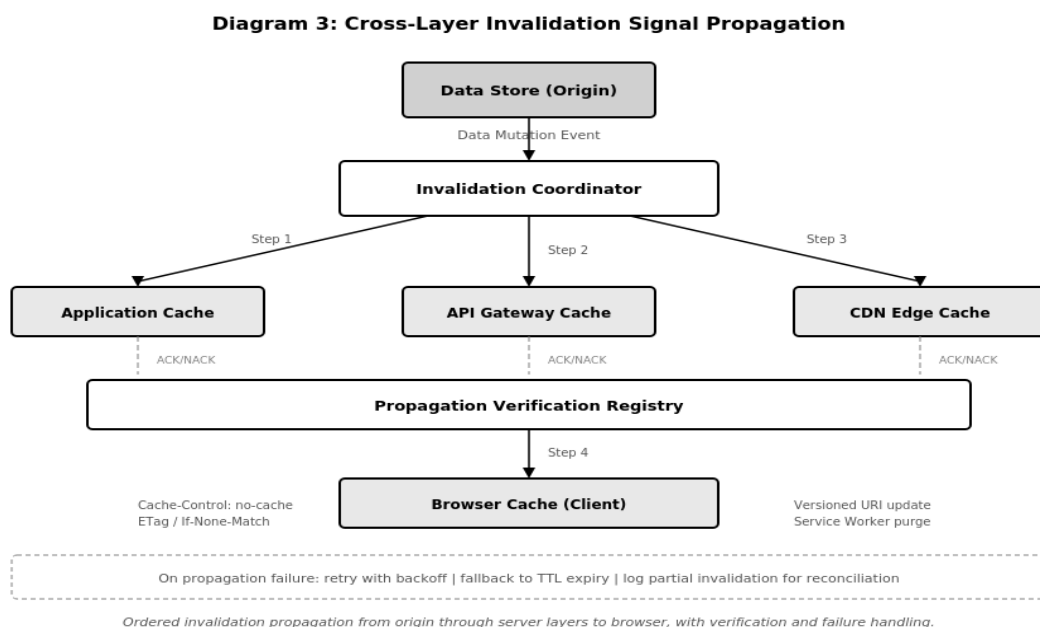 Diagram 3: Cross-Layer Invalidation Signal Propagation
Data Store (Origin)
Data Mutation Event
Invalidation Coordinator
Step 1
Step 2
Step 3
Application Cache
API Gateway Cache
CDN Edge Cache
ACK/NACK
ACK/NACK
ACK/NACK
Propagation Verification Registry
Step 4
Browser Cache (Client)
Cache-Control: no-cache
ETag / If-None-Match
Versioned URI update
Service Worker purge
On propagation failure: retry with backoff | fallback to TTL expiry | log partial invalidation for reconciliation
Ordered invalidation propagation from origin through server layers to browser, with verification and failure handling.